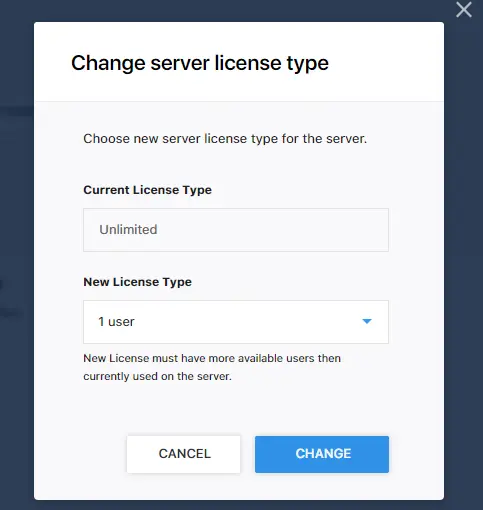 Change server license type
Choose new server license type for the server.
Current License Type
Unlimited
New License Type
1 user
New License must have more available users then
currently used on the server.
CANCEL
CHANGE